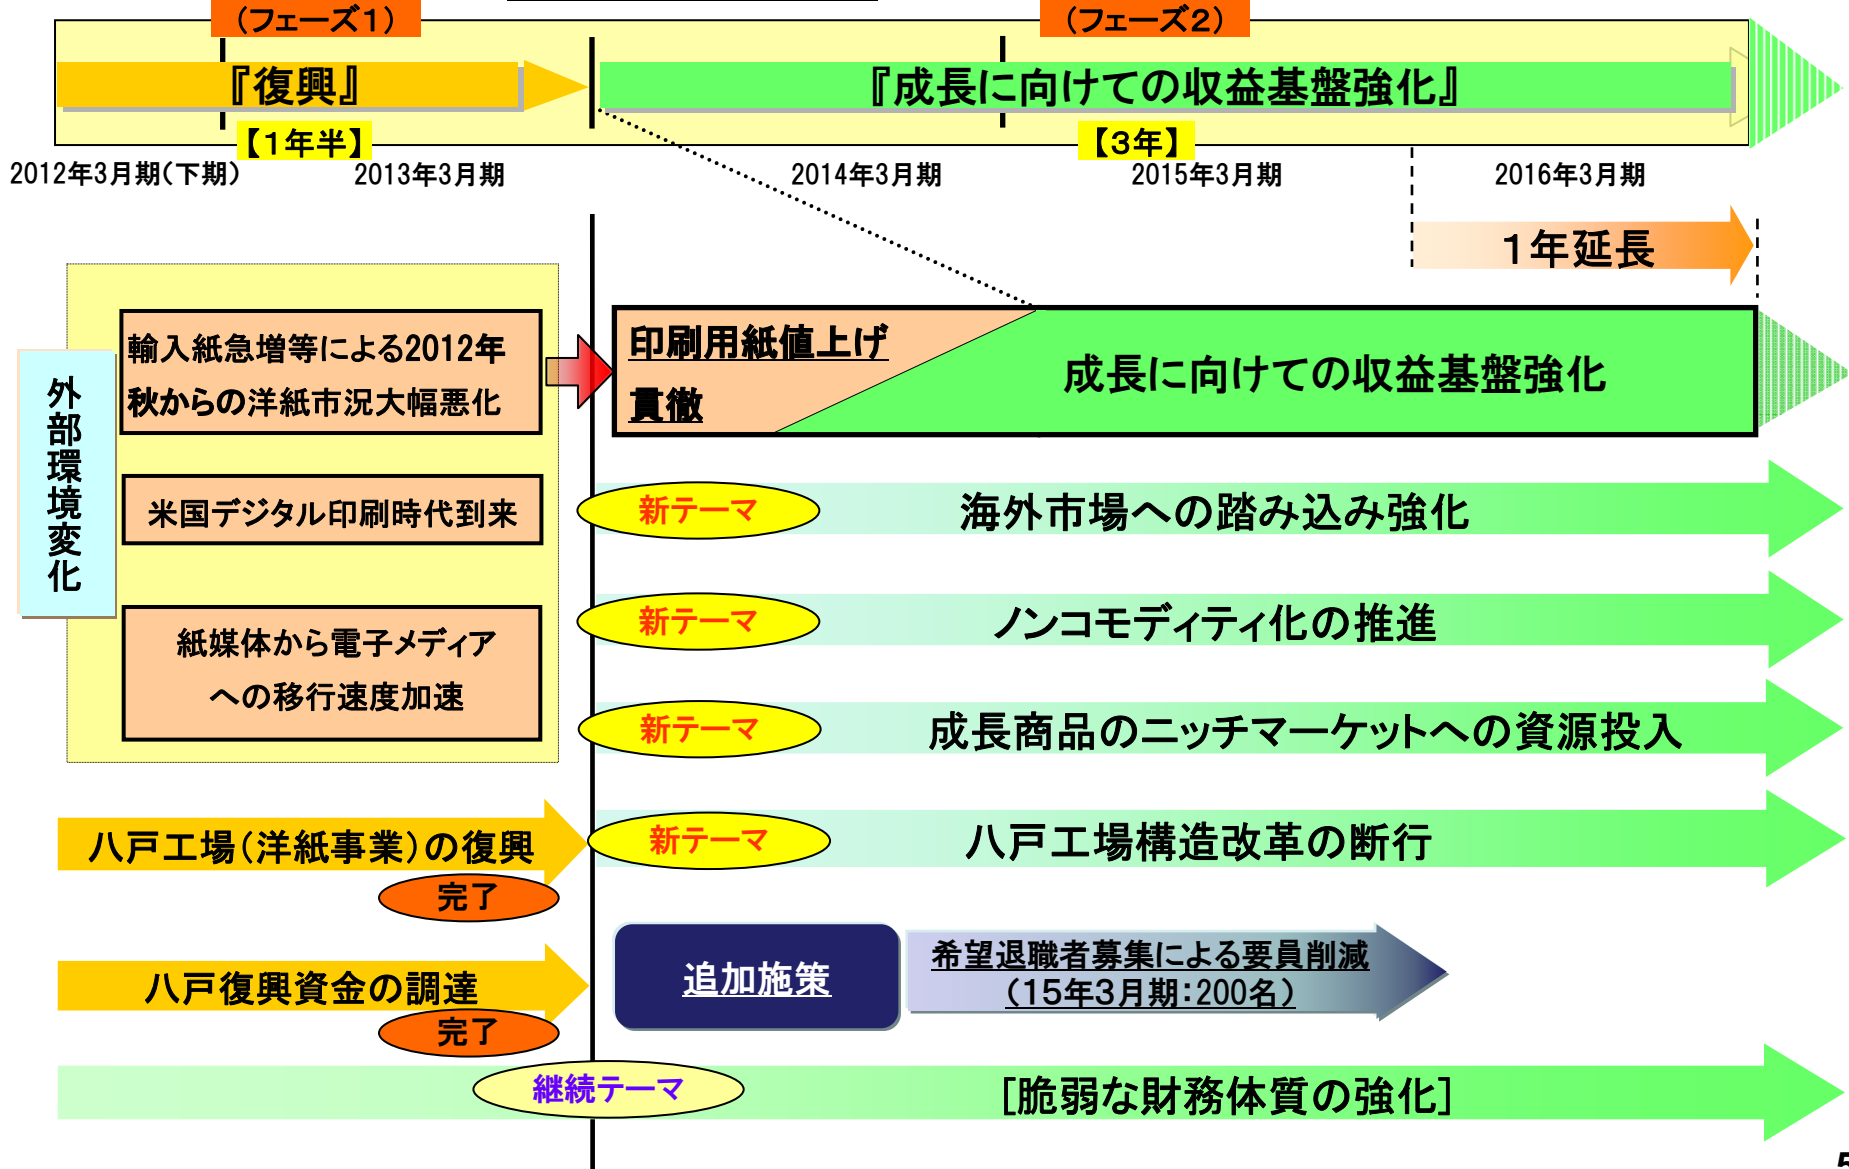 （フェーズ１）
（フェーズ２）
『復興』
『成長に向けての収益基盤強化』
【１年半】
【３年】
2012年3月期（下期）
2013年3月期
2014年3月期
2015年3月期
2016年3月期
１年延長
外部環境変化
輸入紙急増等による2012年
秋からの洋紙市況大幅悪化
米国デジタル印刷時代到来
紙媒体から電子メディア
への移行速度加速
印刷用紙値上げ
貫徹
成長に向けての収益基盤強化
新テーマ
海外市場への踏み込み強化
新テーマ
ノンコモディティ化の推進
新テーマ
成長商品のニッチマーケットへの資源投入
八戸工場（洋紙事業）の復興
完了
新テーマ
八戸工場構造改革の断行
八戸復興資金の調達
完了
追加施策
希望退職者募集による要員削減
（15年3月期：200名）
継続テーマ
［脆弱な財務体質の強化］
5